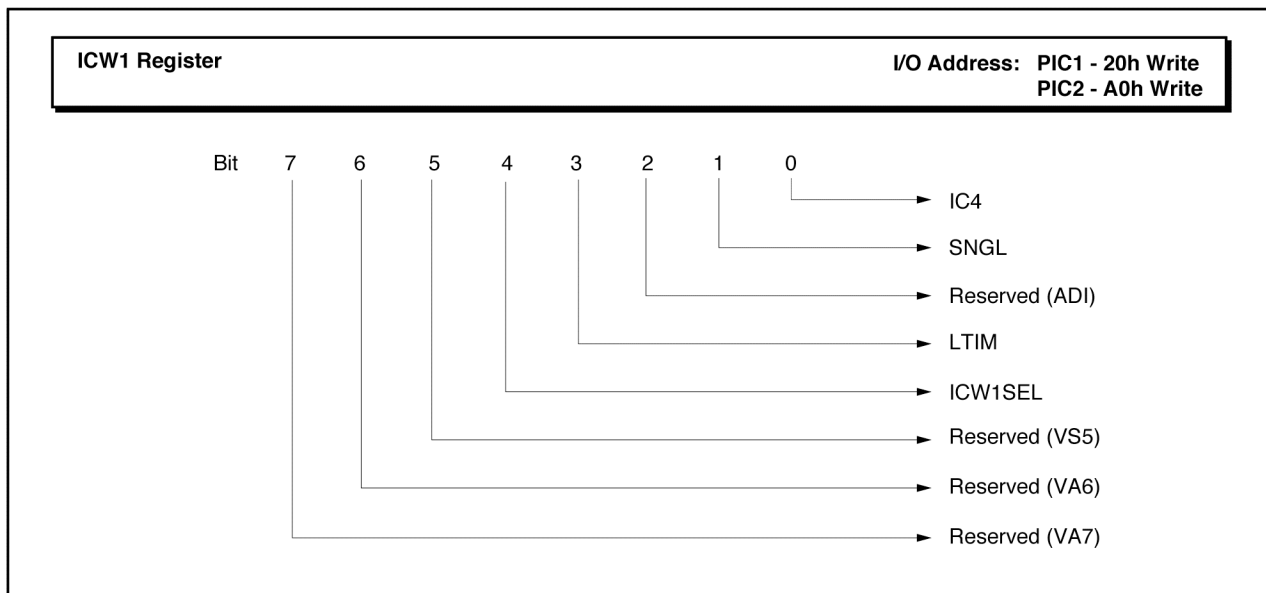 ICW1 Register
I/O Address: PIC1 - 20h Write
PIC2 - A0h Write
Bit 7 6 5 4 3 2 1 0
IC4
SNGL
Reserved (ADI)
LTIM
ICW1SEL
Reserved (VS5)
Reserved (VA6)
Reserved (VA7)